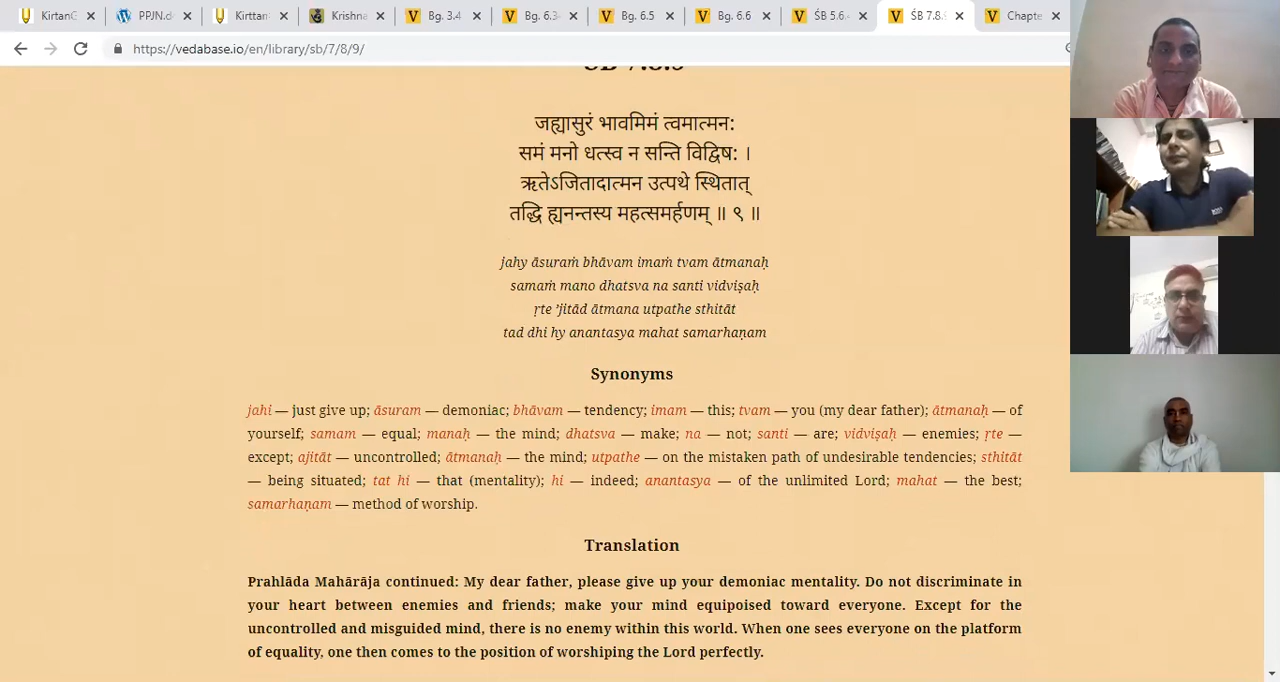 KirtanG
PPJN.d
Kirttan
Krishna
Bg. 3.4
Bg. 6.3
Bg. 6.5
Bg. 6.6
ŚB 5.6.
ŚB 7.8.
Chapte
https://vedabase.io/en/library/sb/7/8/9/
जह्यासुरं भावमिमं त्वमात्मन:
समं मनो धत्स्व न सन्ति विद्विष: ।
ऋतेऽजितादात्मन उत्पथे स्थितात्
तद्धि ह्यनन्तस्य महत्समर्हणम् ॥ ९ ॥
jahy āsuraṁ bhāvam imaṁ tvam ātmanaḥ
samaṁ mano dhatsva na santi vidviṣaḥ
ṛte ’jitād ātmana utpathe sthitāt
tad dhi hy anantasya mahat samarhaṇam
Synonyms
jahi — just give up; āsuram — demoniac; bhāvam — tendency; imam — this; tvam — you (my dear father); ātmanaḥ — of
yourself; samam — equal; manaḥ — the mind; dhatsva — make; na — not; santi — are; vidviṣaḥ — enemies; ṛte —
except; ajitāt — uncontrolled; ātmanaḥ — the mind; utpathe — on the mistaken path of undesirable tendencies; sthitāt
— being situated; tat hi — that (mentality); hi — indeed; anantasya — of the unlimited Lord; mahat — the best;
samarhaṇam — method of worship.
Translation
Prahlāda Mahārāja continued: My dear father, please give up your demoniac mentality. Do not discriminate in
your heart between enemies and friends; make your mind equipoised toward everyone. Except for the
uncontrolled and misguided mind, there is no enemy within this world. When one sees everyone on the platform
of equality, one then comes to the position of worshiping the Lord perfectly.